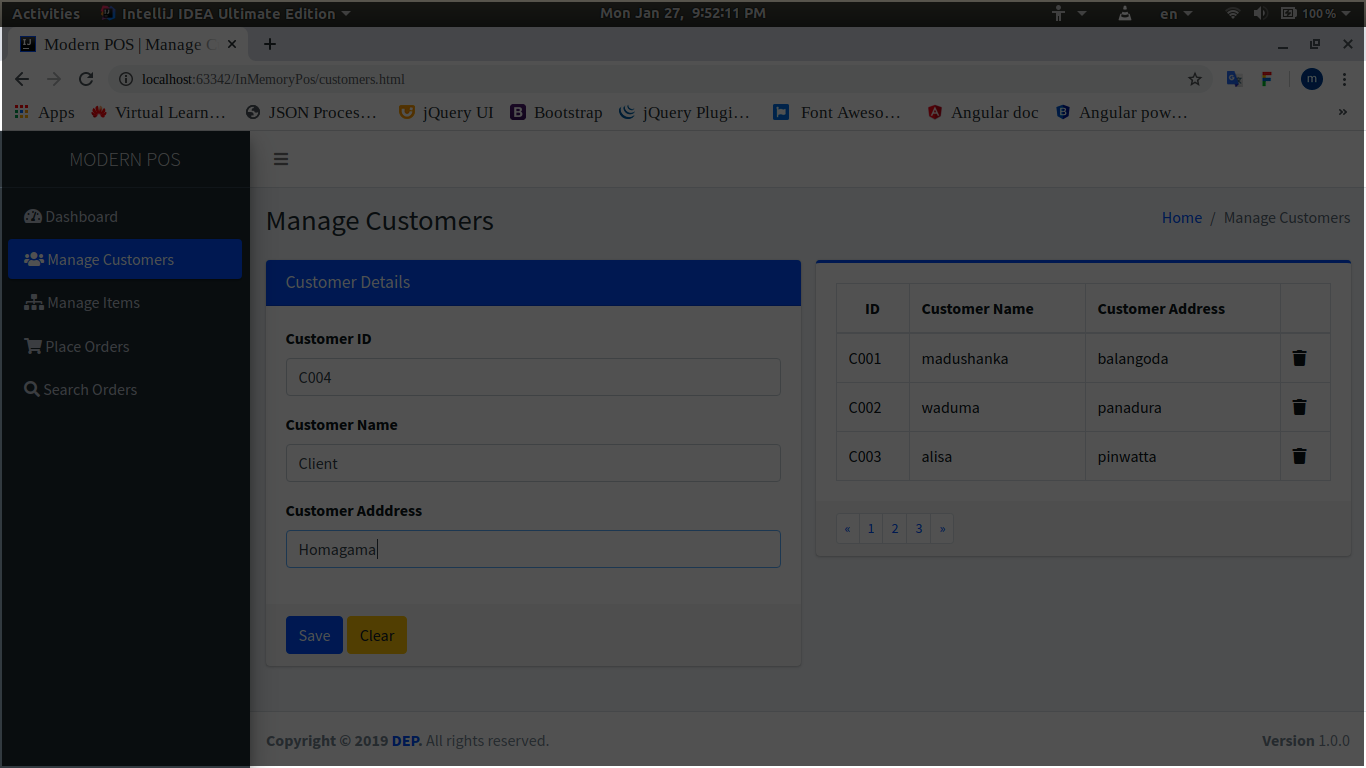 Activities IntelliJ IDEA Ultimate Edition Mon Jan 27, 9:52:11 PM en 100 %
Modern POS | Manage C
localhost:63342/InMemoryPos/customers.html m
Apps Virtual Learn… JSON Proces… jQuery UI Bootstrap jQuery Plugi… Font Aweso… Angular doc Angular pow… »
MODERN POS
Dashboard
Manage Customers
Manage Items
Place Orders
Search Orders
Manage Customers
Home / Manage Customers
Customer Details
Customer ID
C004
Customer Name
Client
Customer Adddress
Homagama
Save Clear
ID Customer Name Customer Address
C001 madushanka balangoda
C002 waduma panadura
C003 alisa pinwatta
« 1 2 3 »
Copyright © 2019 DEP. All rights reserved.
Version 1.0.0